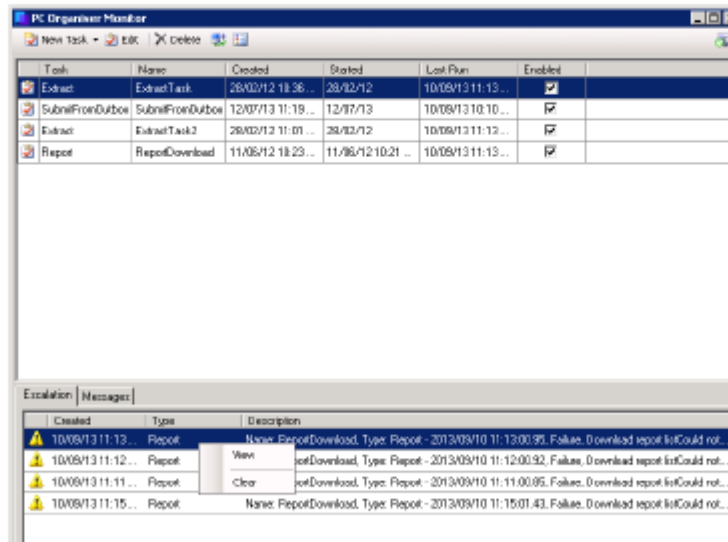 PC Organiser Monitor
New Task Edit Delete
Task Name Created Started Last Run Enabled
Extract ExtractTask 28/02/12 10:36... 28/02/12 10/09/13 11:13...
SubmitFromOutbox SubmitFromOutbox 12/07/13 11:19... 12/07/13 10/09/13 10:10...
Extract ExtractTask2 28/02/12 11:01... 28/02/12 10/09/13 11:13...
Report ReportDownload 11/06/12 10:23... 11/06/12 10:21 ... 10/09/13 11:13...
Escalation Messages
Created Type Description
10/09/13 11:13... Report Name: ReportDownload, Type: Report - 2013/09/10 11:13:00.95, Failure, Download report listCould not...
10/09/13 11:12... Report View ortDownload, Type: Report - 2013/09/10 11:12:00.92, Failure, Download report listCould not...
10/09/13 11:11... Report Clear ortDownload, Type: Report - 2013/09/10 11:11:00.85, Failure, Download report listCould not...
10/09/13 11:15... Report Name: ReportDownload, Type: Report - 2013/09/10 11:15:01.43, Failure, Download report listCould not...